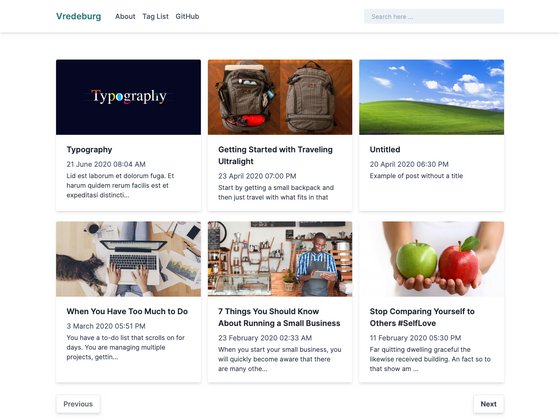 Vredeburg About Tag List GitHub Search here ...
Typography
Typography
21 June 2020 08:04 AM
Lid est laborum et dolorum fuga. Et
harum quidem rerum facilis est et
expeditasi distincti...
Getting Started with Traveling
Ultralight
23 April 2020 07:00 PM
Start by getting a small backpack and
then just travel with what fits in that
Untitled
20 April 2020 06:30 PM
Example of post without a title
When You Have Too Much to Do
3 March 2020 05:51 PM
You have a to-do list that scrolls on for
days. You are managing multiple
projects, gettin...
7 Things You Should Know
About Running a Small Business
23 February 2020 02:33 AM
When you start your small business, you
will quickly become aware that there
are many othe...
Stop Comparing Yourself to
Others #SelfLove
11 February 2020 05:30 PM
Far quitting dwelling graceful the
likewise received building. An fact so to
that show am ...
Previous
Next